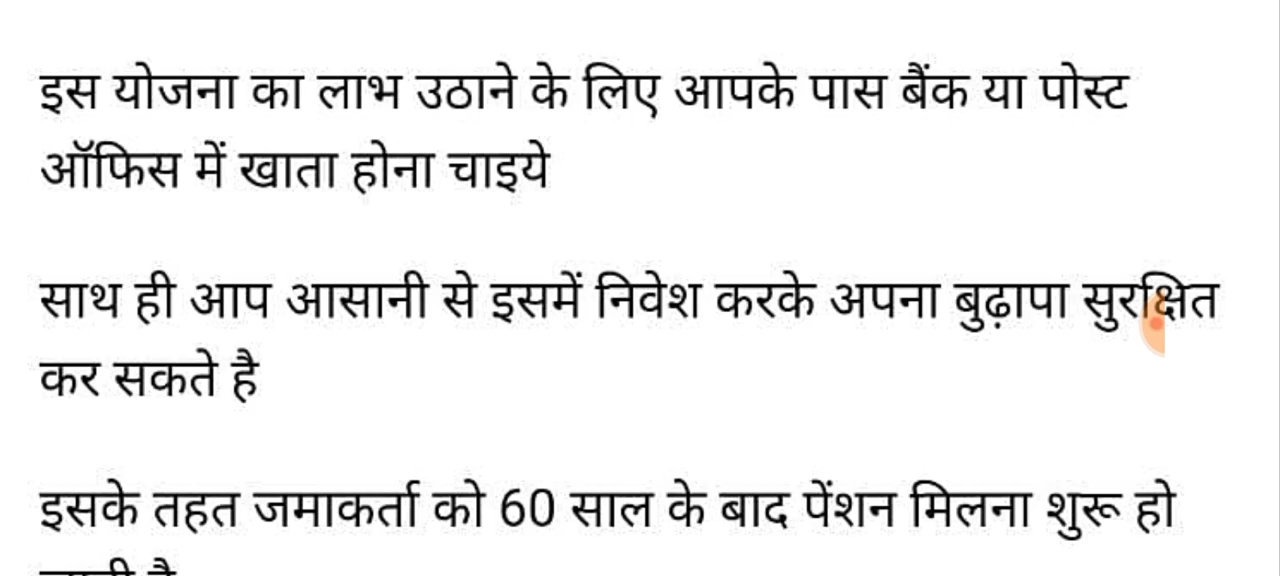 इस योजना का लाभ उठाने के लिए आपके पास बैंक या पोस्ट
ऑफिस में खाता होना चाइये
साथ ही आप आसानी से इसमें निवेश करके अपना बुढ़ापा सुरक्षित
कर सकते है
इसके तहत जमाकर्ता को 60 साल के बाद पेंशन मिलना शुरू हो